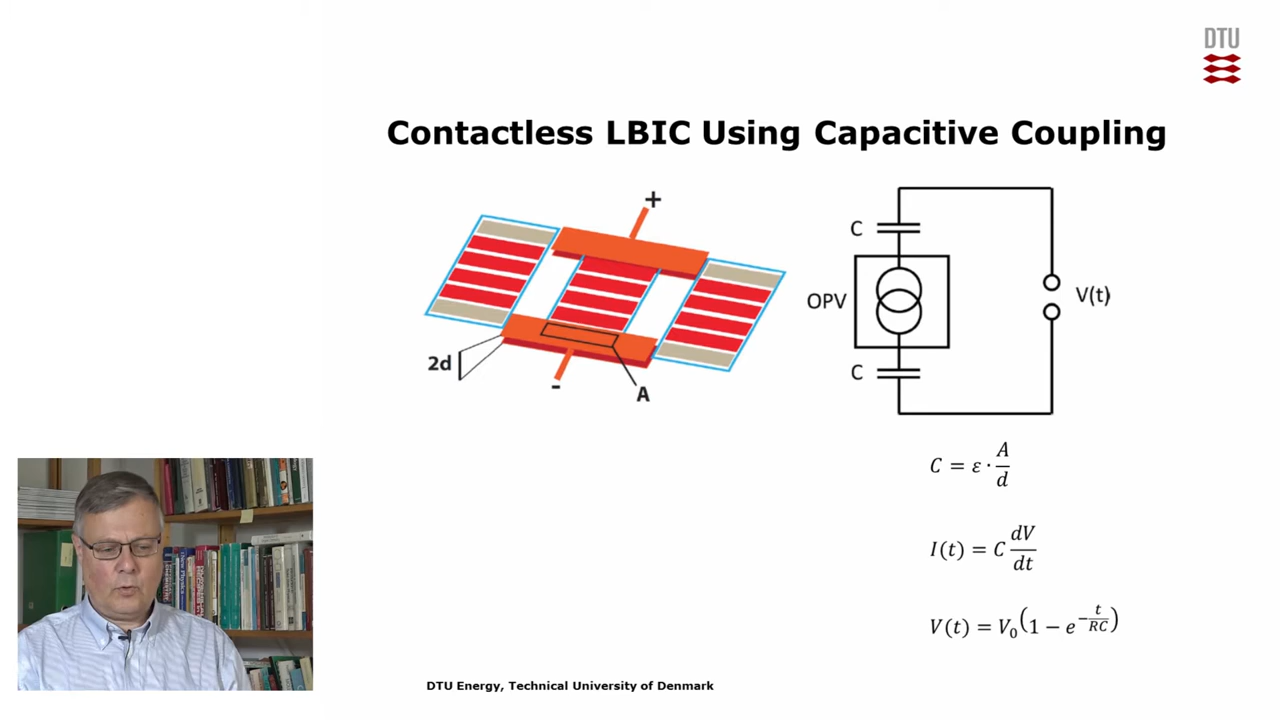 DTU
Contactless LBIC Using Capacitive Coupling
+
2d
-
A
C
OPV
V(t)
C
C = ε · A/d
I(t) = C dV/dt
V(t) = V₀(1 − e^(−t/RC))
DTU Energy, Technical University of Denmark